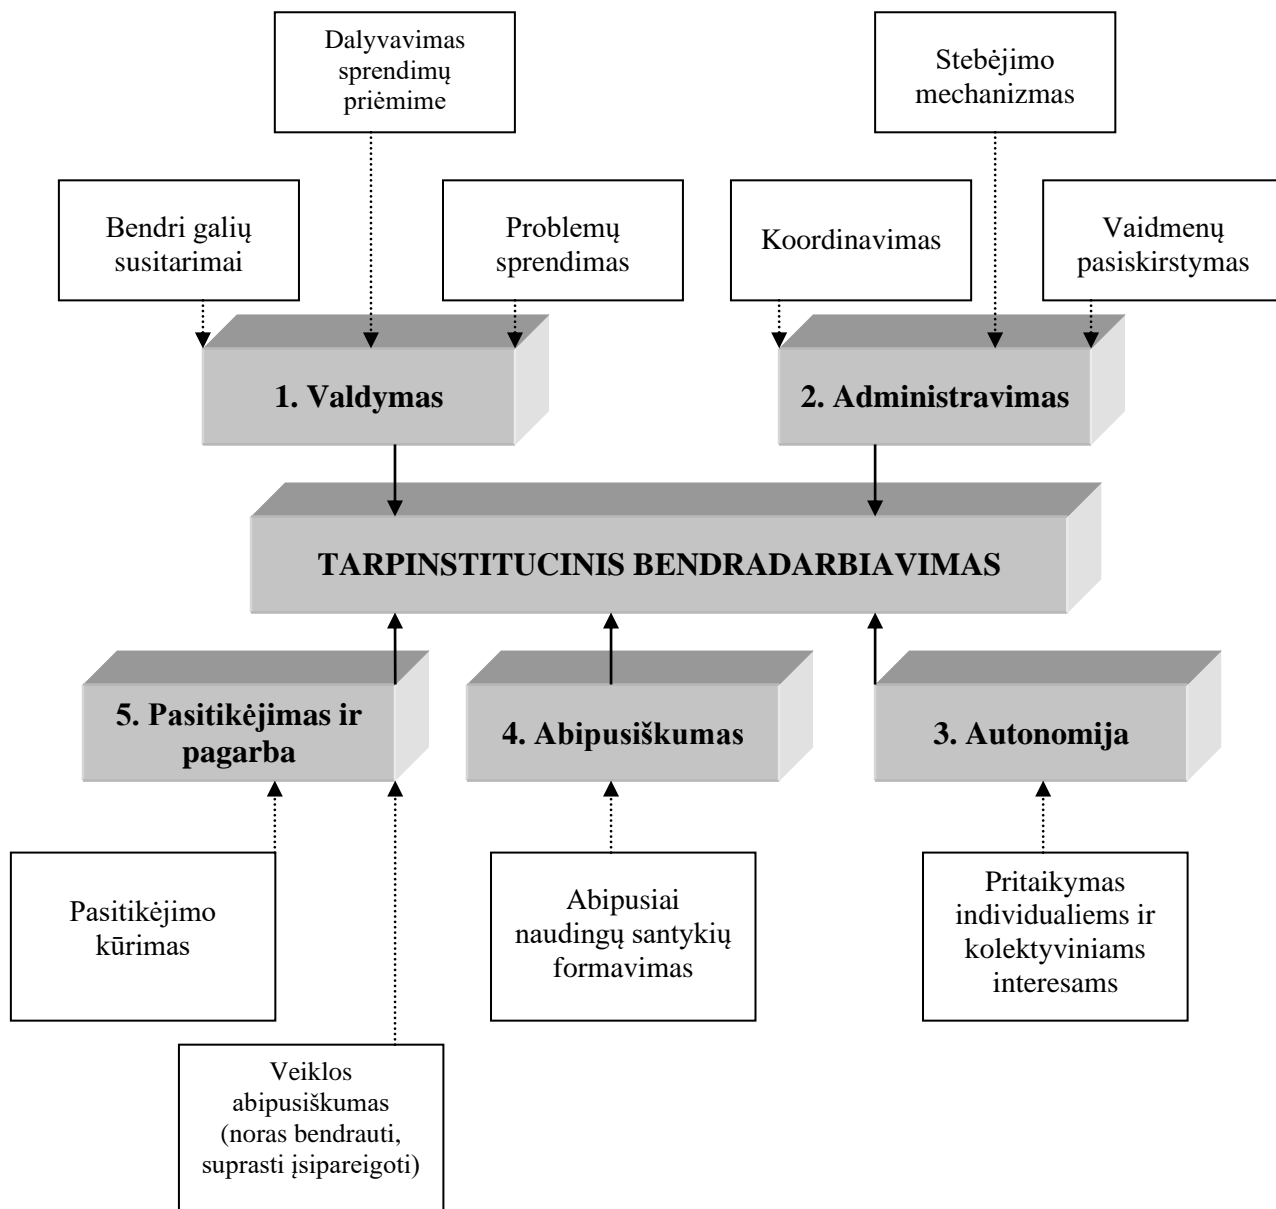 Dalyvavimas
sprendimų
priėmime
Stebėjimo
mechanizmas
Bendri galių
susitarimai
Problemų
sprendimas
Koordinavimas
Vaidmenų
pasiskirstymas
1. Valdymas
2. Administravimas
TARPINSTITUCINIS BENDRADARBIAVIMAS
5. Pasitikėjimas ir
pagarba
4. Abipusiškumas
3. Autonomija
Pasitikėjimo
kūrimas
Abipusiai
naudingų santykių
formavimas
Pritaikymas
individualiems ir
kolektyviniams
interesams
Veiklos
abipusiškumas
(noras bendrauti,
suprasti įsipareigoti)